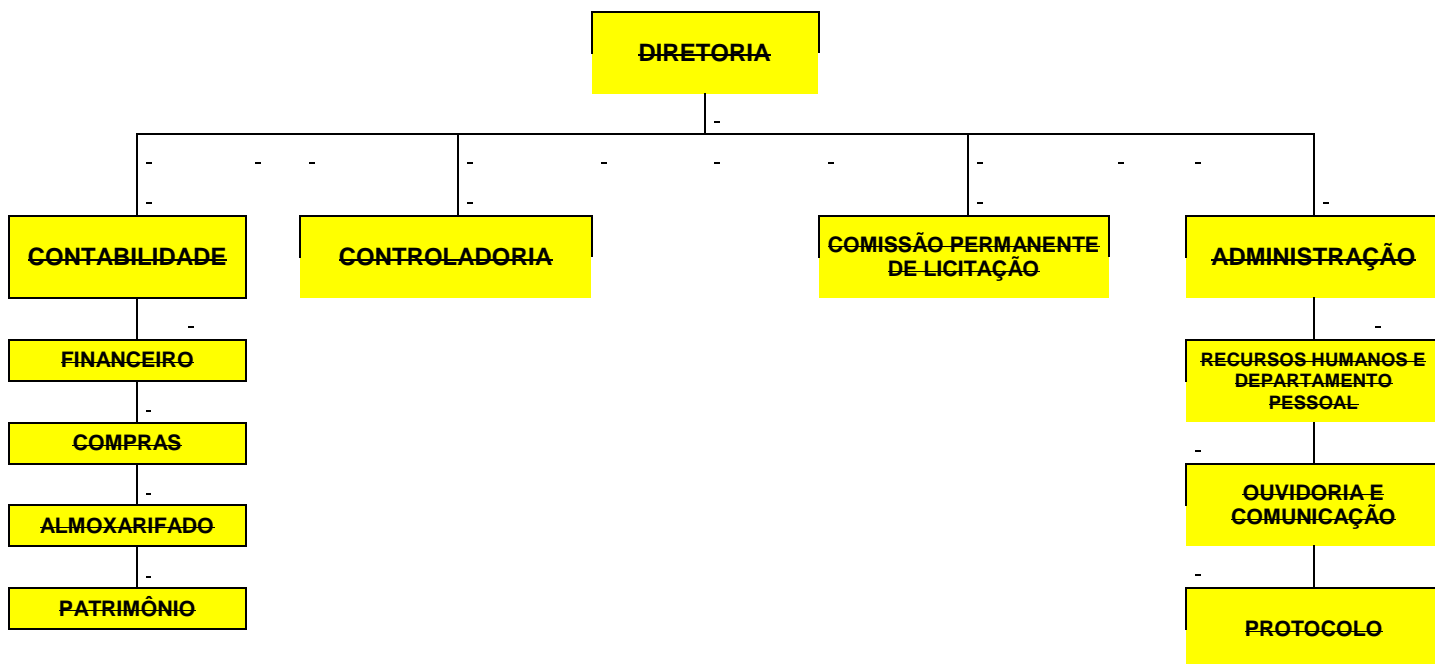 DIRETORIA
CONTABILIDADE
CONTROLADORIA
COMISSÃO PERMANENTE
DE LICITAÇÃO
ADMINISTRAÇÃO
FINANCEIRO
RECURSOS HUMANOS E
DEPARTAMENTO
PESSOAL
COMPRAS
OUVIDORIA E
COMUNICAÇÃO
ALMOXARIFADO
PATRIMÔNIO
PROTOCOLO